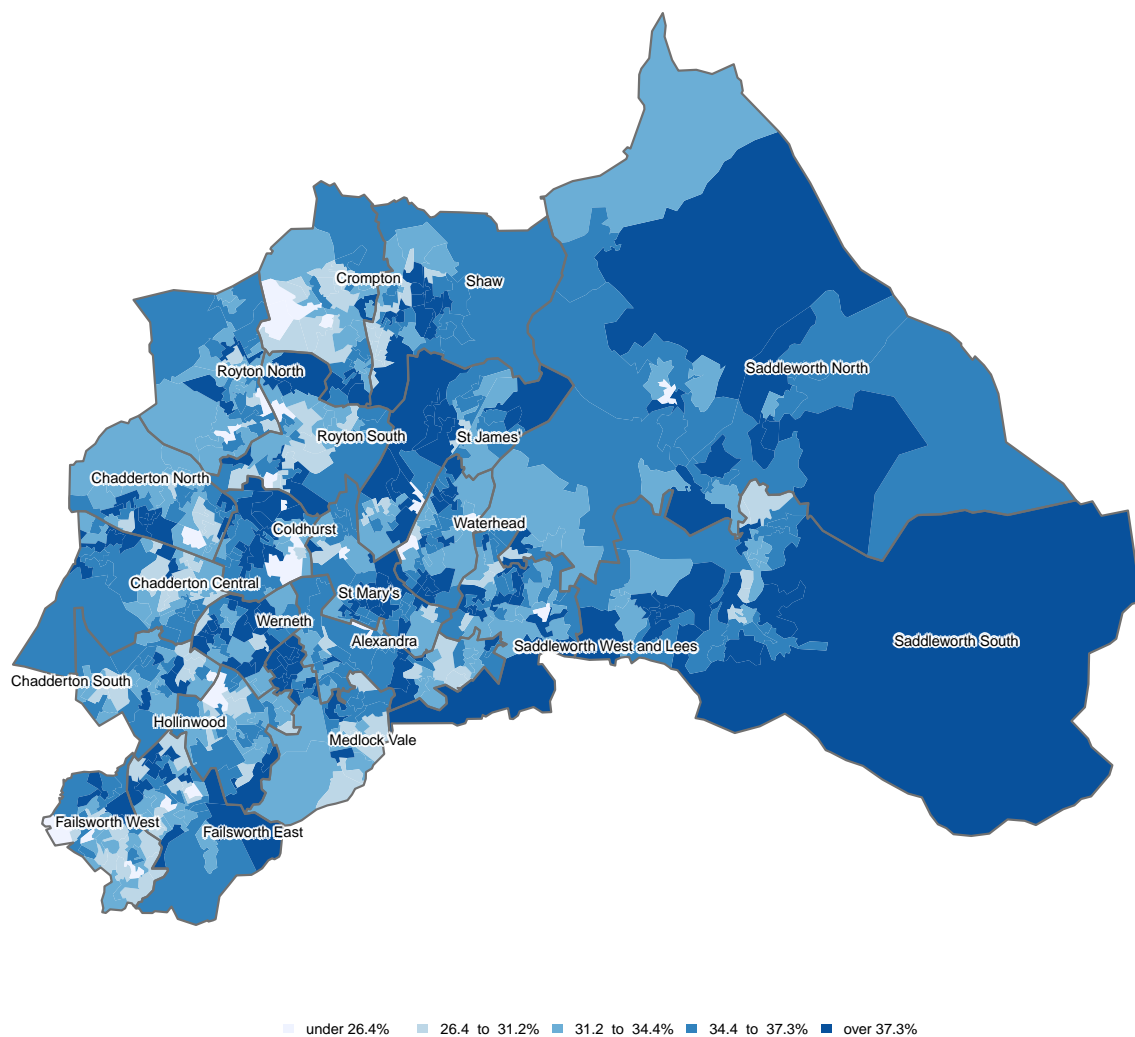 Crompton
Shaw
Royton North
Saddleworth North
Royton South
St James'
Chadderton North
Coldhurst
Waterhead
Chadderton Central
St Mary's
Werneth
Alexandra
Saddleworth West and Lees
Saddleworth South
Chadderton South
Hollinwood
Medlock Vale
Failsworth West
Failsworth East
under 26.4% 26.4 to 31.2% 31.2 to 34.4% 34.4 to 37.3% over 37.3%